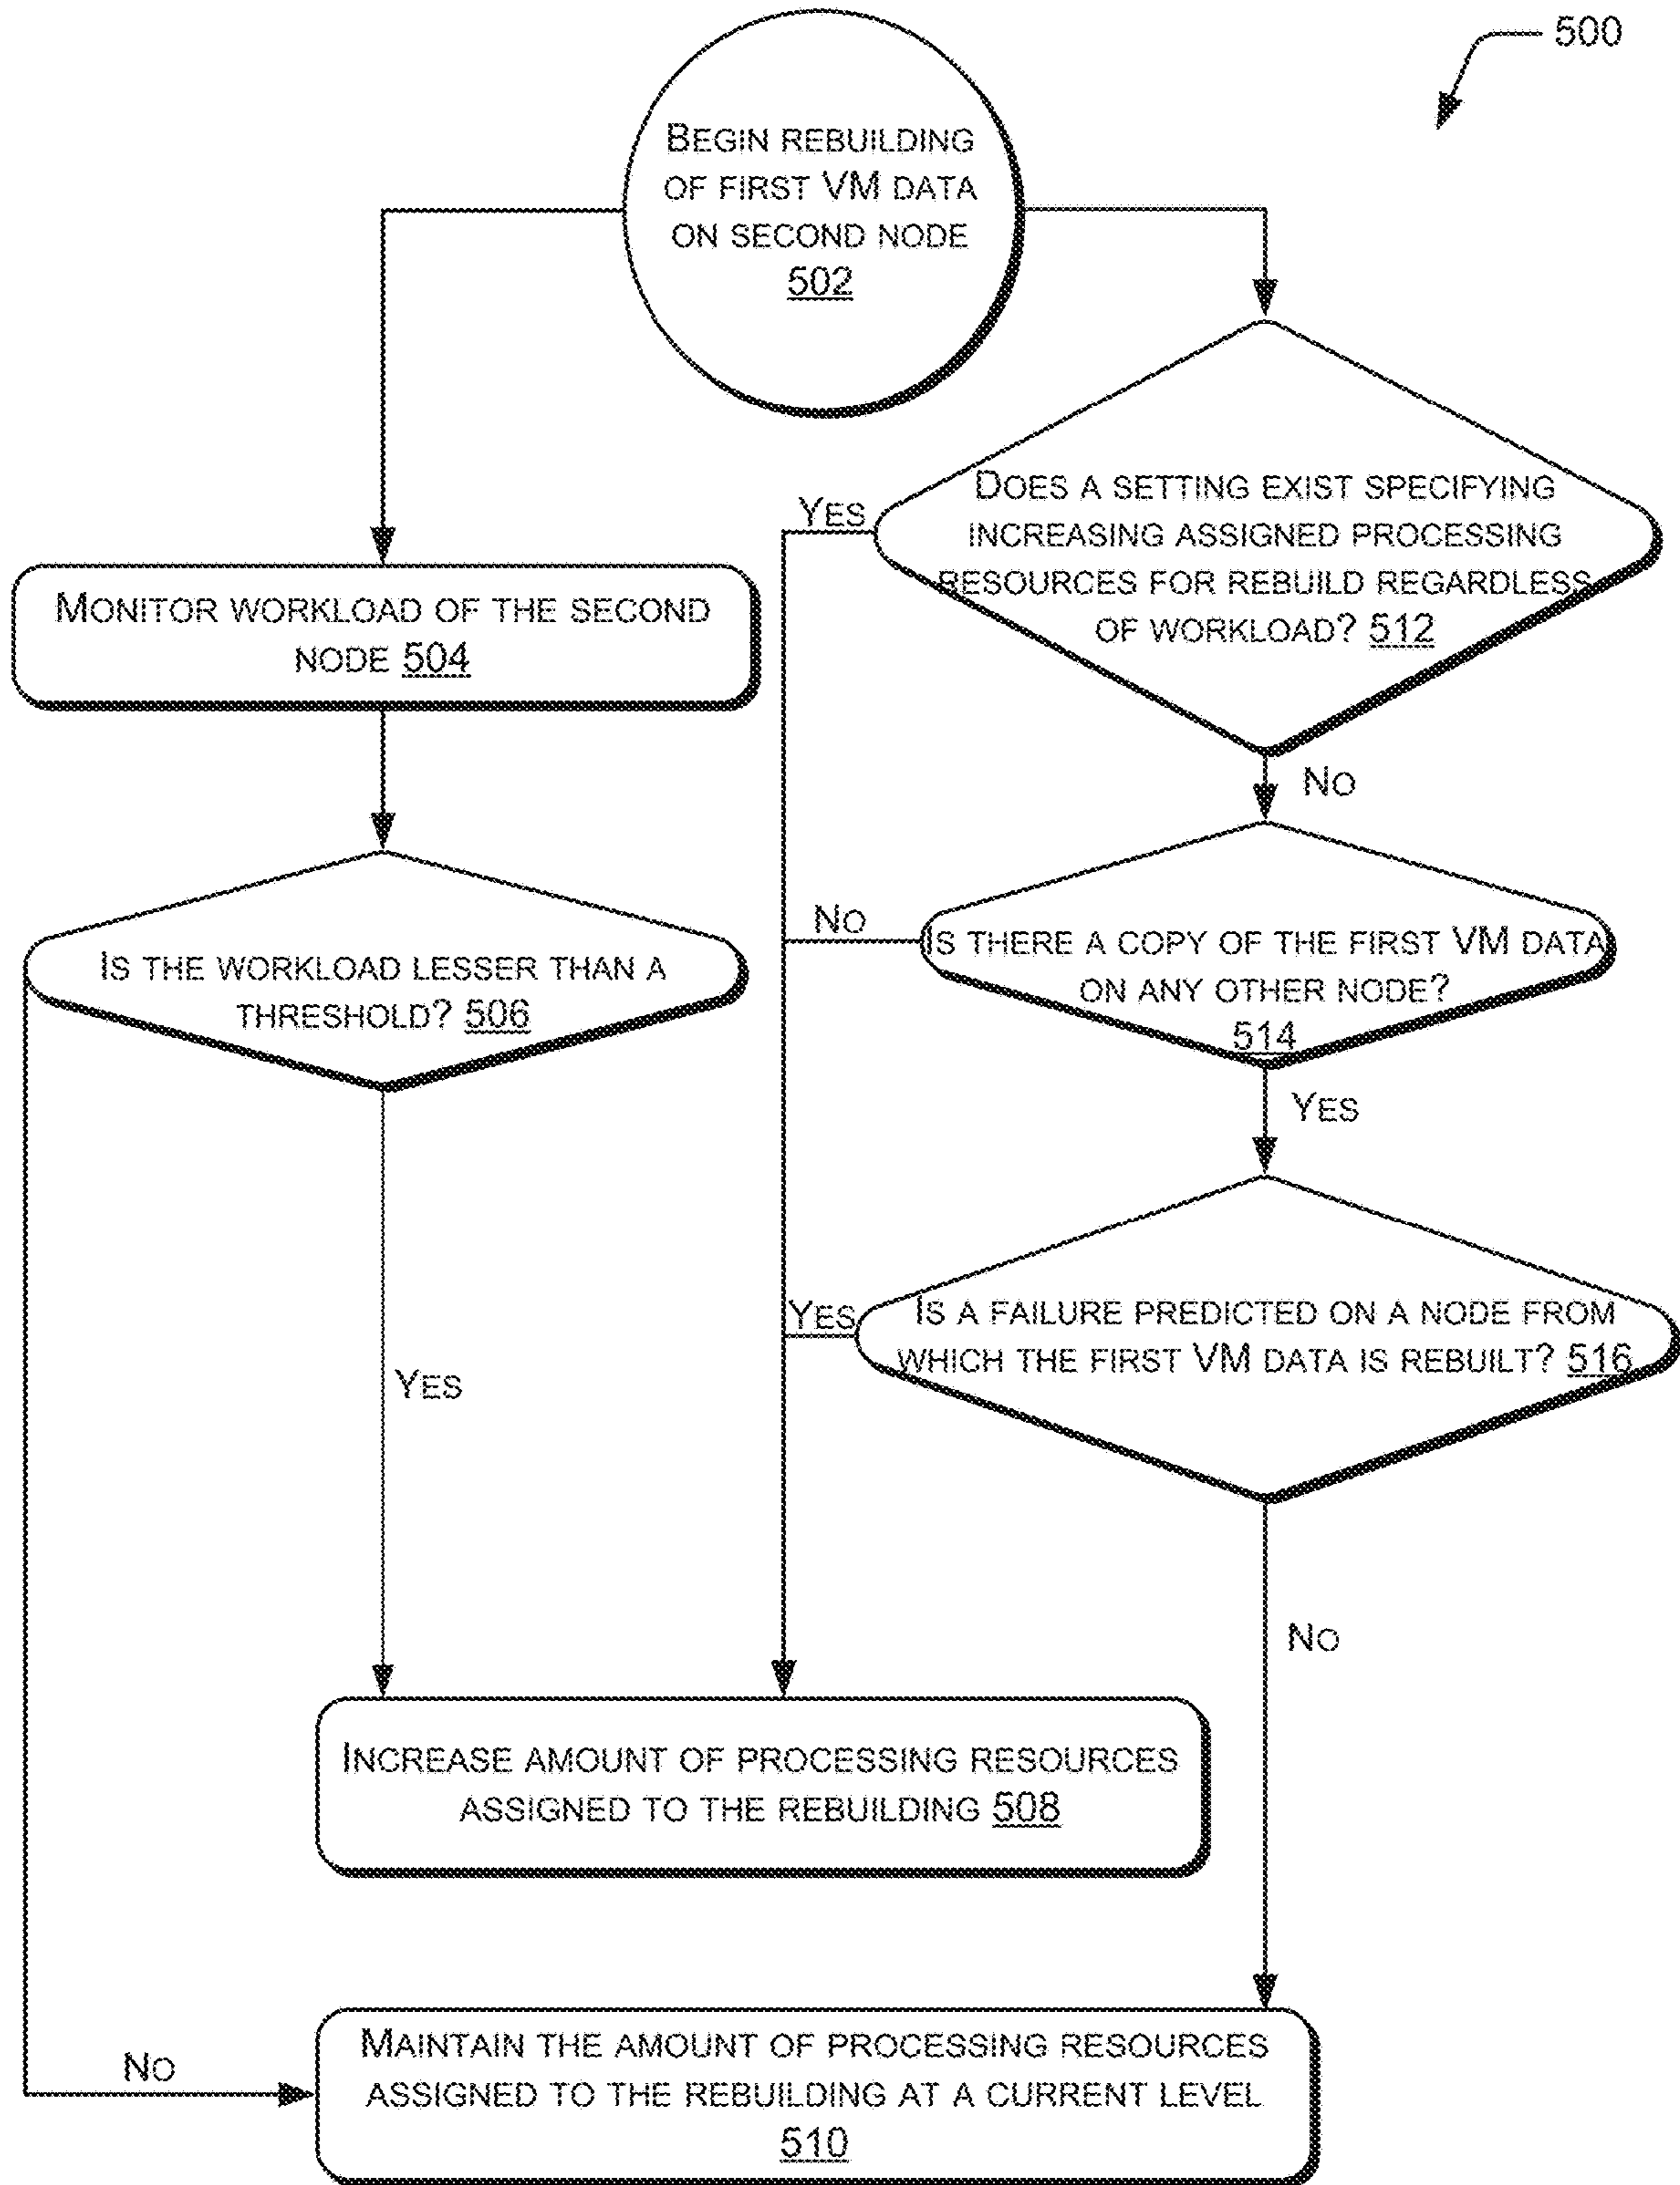 500
BEGIN REBUILDING
OF FIRST VM DATA
ON SECOND NODE
502
MONITOR WORKLOAD OF THE SECOND
NODE 504
YES
DOES A SETTING EXIST SPECIFYING
INCREASING ASSIGNED PROCESSING
RESOURCES FOR REBUILD REGARDLESS
OF WORKLOAD? 512
NO
IS THE WORKLOAD LESSER THAN A
THRESHOLD? 506
NO
IS THERE A COPY OF THE FIRST VM DATA
ON ANY OTHER NODE?
514
YES
YES
IS A FAILURE PREDICTED ON A NODE FROM
WHICH THE FIRST VM DATA IS REBUILT? 516
YES
NO
INCREASE AMOUNT OF PROCESSING RESOURCES
ASSIGNED TO THE REBUILDING 508
NO
MAINTAIN THE AMOUNT OF PROCESSING RESOURCES
ASSIGNED TO THE REBUILDING AT A CURRENT LEVEL
510